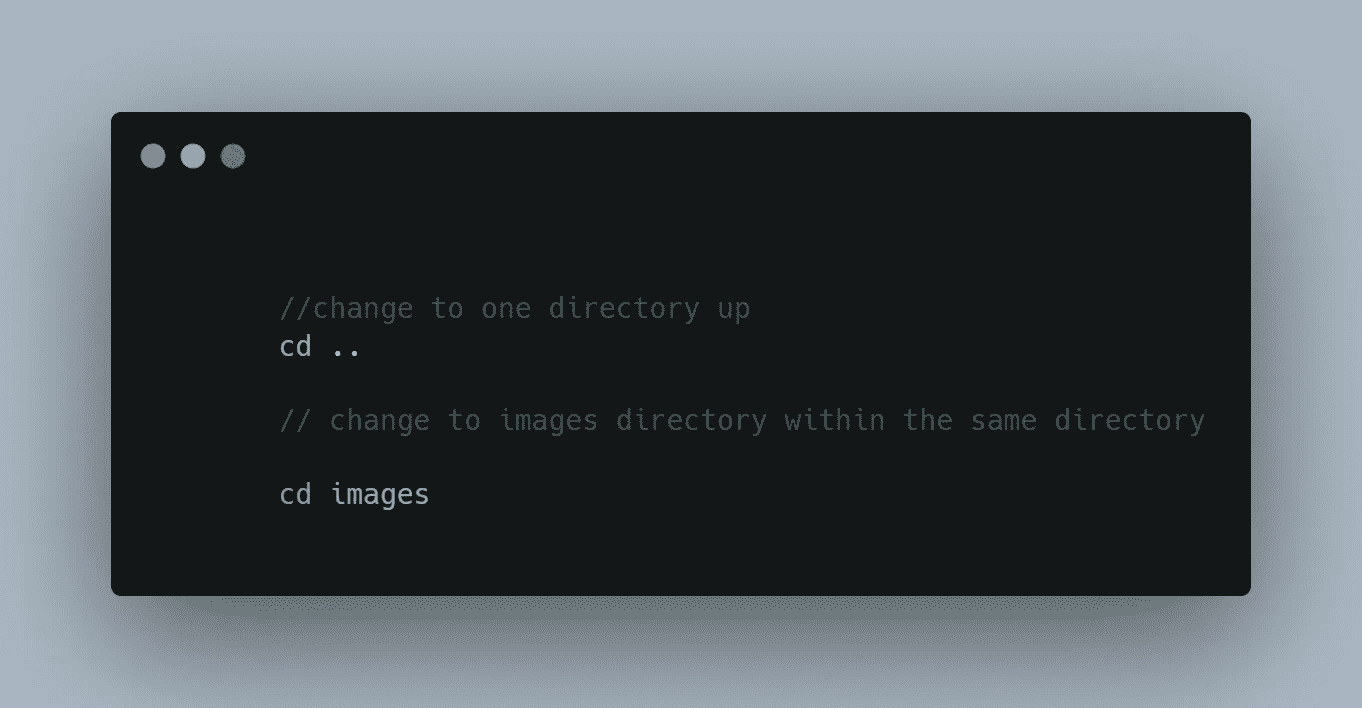 //change to one directory up
cd ..
// change to images directory within the same directory
cd images